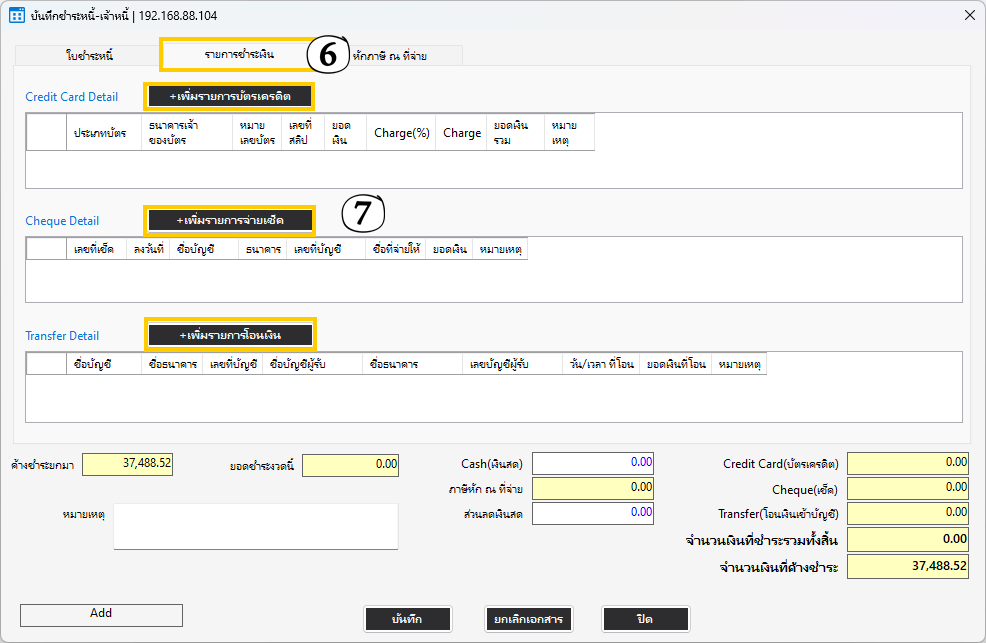 บันทึกชำระหนี้-เจ้าหนี้ | 192.168.88.104
ใบชำระหนี้ รายการชำระเงิน 6 หักภาษี ณ ที่จ่าย
Credit Card Detail +เพิ่มรายการบัตรเครดิต
ประเภทบัตร ธนาคารเจ้าของบัตร หมายเลขบัตร เลขที่สลิป ยอดเงิน Charge(%) Charge ยอดเงินรวม หมายเหตุ
Cheque Detail +เพิ่มรายการจ่ายเช็ค 7
เลขที่เช็ค ลงวันที่ ชื่อบัญชี ธนาคาร เลขที่บัญชี ชื่อที่จ่ายให้ ยอดเงิน หมายเหตุ
Transfer Detail +เพิ่มรายการโอนเงิน
ชื่อบัญชี ชื่อธนาคาร เลขที่บัญชี ชื่อบัญชีผู้รับ ชื่อธนาคาร เลขบัญชีผู้รับ วัน/เวลา ที่โอน ยอดเงินที่โอน หมายเหตุ
ค้างชำระยกมา 37,488.52 ยอดชำระงวดนี้ 0.00 Cash(เงินสด) 0.00 Credit Card(บัตรเครดิต) 0.00
ภาษีหัก ณ ที่จ่าย 0.00 Cheque(เช็ค) 0.00
หมายเหตุ ส่วนลดเงินสด 0.00 Transfer(โอนเงินเข้าบัญชี) 0.00
จำนวนเงินที่ชำระรวมทั้งสิ้น 0.00
จำนวนเงินที่ค้างชำระ 37,488.52
Add บันทึก ยกเลิกเอกสาร ปิด